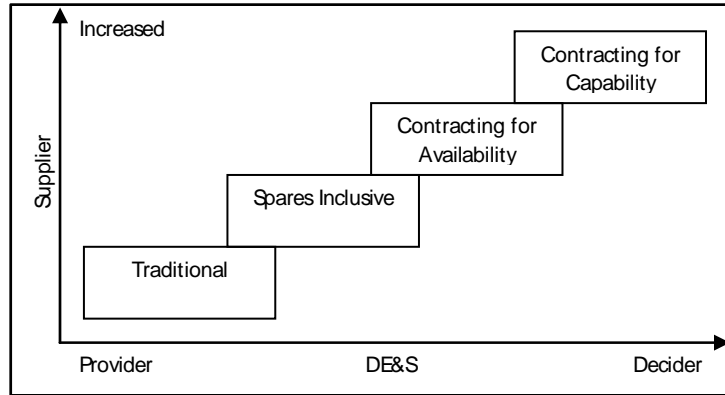 Increased
Contracting for
Capability
Contracting for
Availability
Spares Inclusive
Traditional
Supplier
Provider
DE&S
Decider